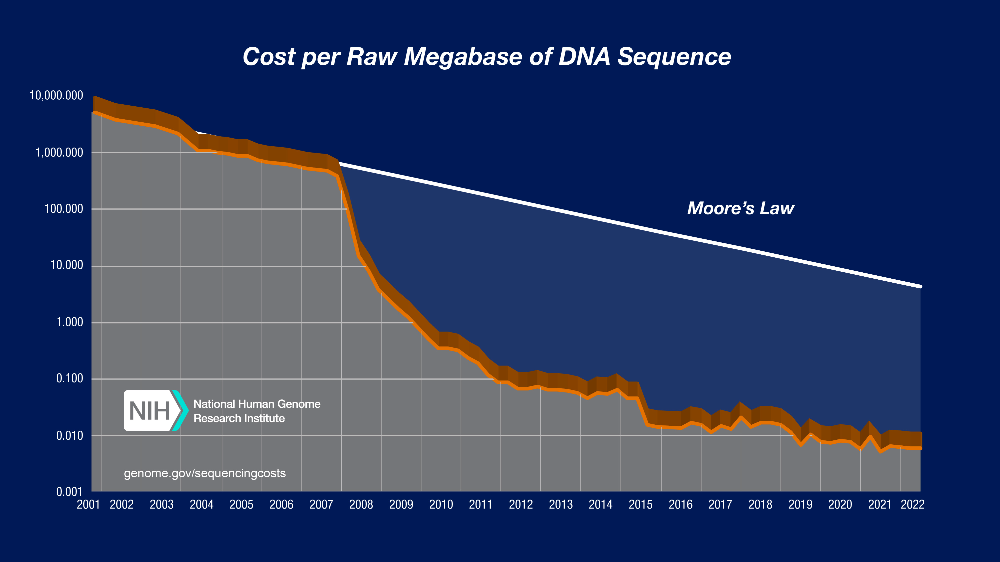 Cost per Raw Megabase of DNA Sequence
10,000.000
1,000.000
100.000
10.000
1.000
0.100
0.010
0.001
Moore's Law
NIH
National Human Genome
Research Institute
genome.gov/sequencingcosts
2001 2002 2003 2004 2005 2006 2007 2008 2009 2010 2011 2012 2013 2014 2015 2016 2017 2018 2019 2020 2021 2022